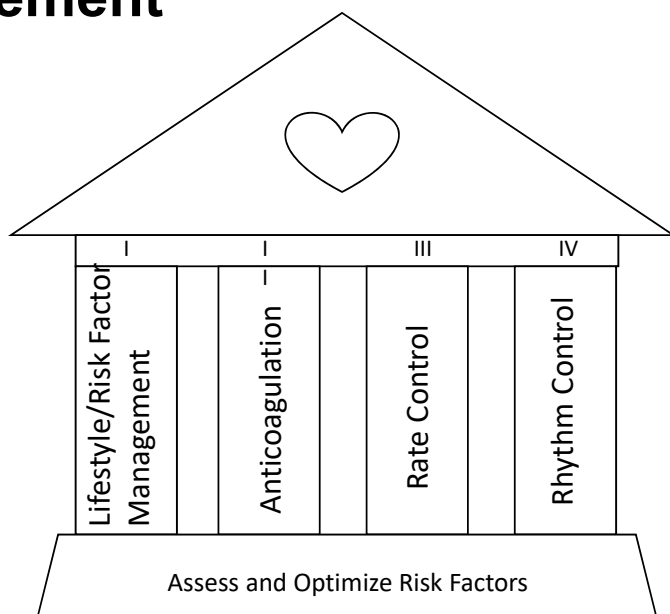 ement
I I III IV
I
Lifestyle/Risk Factor
Management
Anticoagulation
Rate Control
Rhythm Control
Assess and Optimize Risk Factors